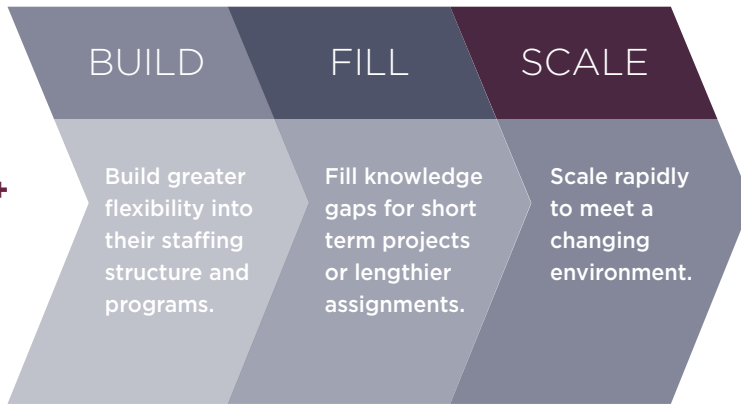 BUILD
Build greater
flexibility into
their staffing
structure and
programs.
FILL
Fill knowledge
gaps for short
term projects
or lengthier
assignments.
SCALE
Scale rapidly
to meet a
changing
environment.